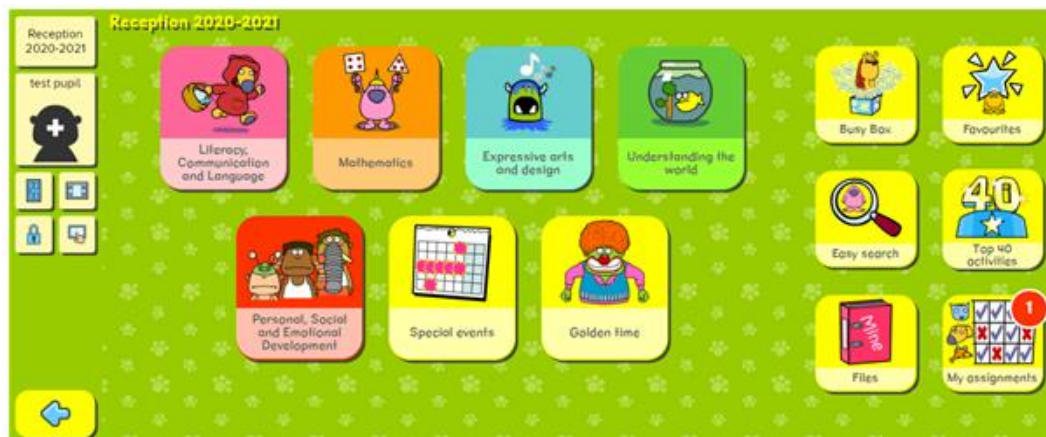 Reception
2020-2021
test pupil
Reception 2020-2021
Literacy,
Communication
and Language
Mathematics
Expressive arts
and design
Understanding the
world
Personal, Social
and Emotional
Development
Special events
Golden time
Busy Box
Favourites
Easy search
40
Top 40
activities
Mine
Files
1
My assignments